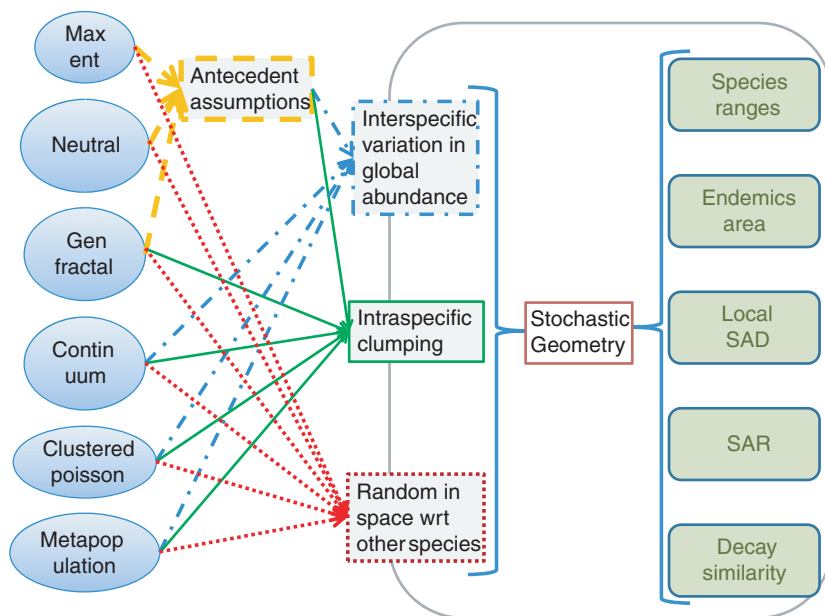 Max
ent
Neutral
Gen
fractal
Contin
uum
Clustered
poisson
Metapop
ulation
Antecedent
assumptions
Interspecific
variation in
global
abundance
Intraspecific
clumping
Random in
space wrt
other species
Stochastic
Geometry
Species
ranges
Endemics
area
Local
SAD
SAR
Decay
similarity